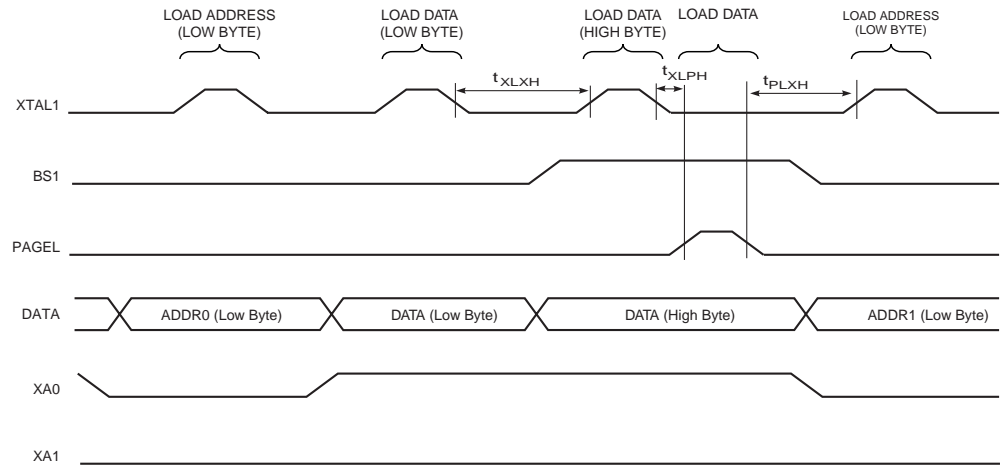 LOAD ADDRESS
(LOW BYTE)
LOAD DATA
(LOW BYTE)
LOAD DATA
(HIGH BYTE)
LOAD DATA
LOAD ADDRESS
(LOW BYTE)
tXLXH
tXLPH
tPLXH
XTAL1
BS1
PAGEL
DATA
ADDR0 (Low Byte)
DATA (Low Byte)
DATA (High Byte)
ADDR1 (Low Byte)
XA0
XA1